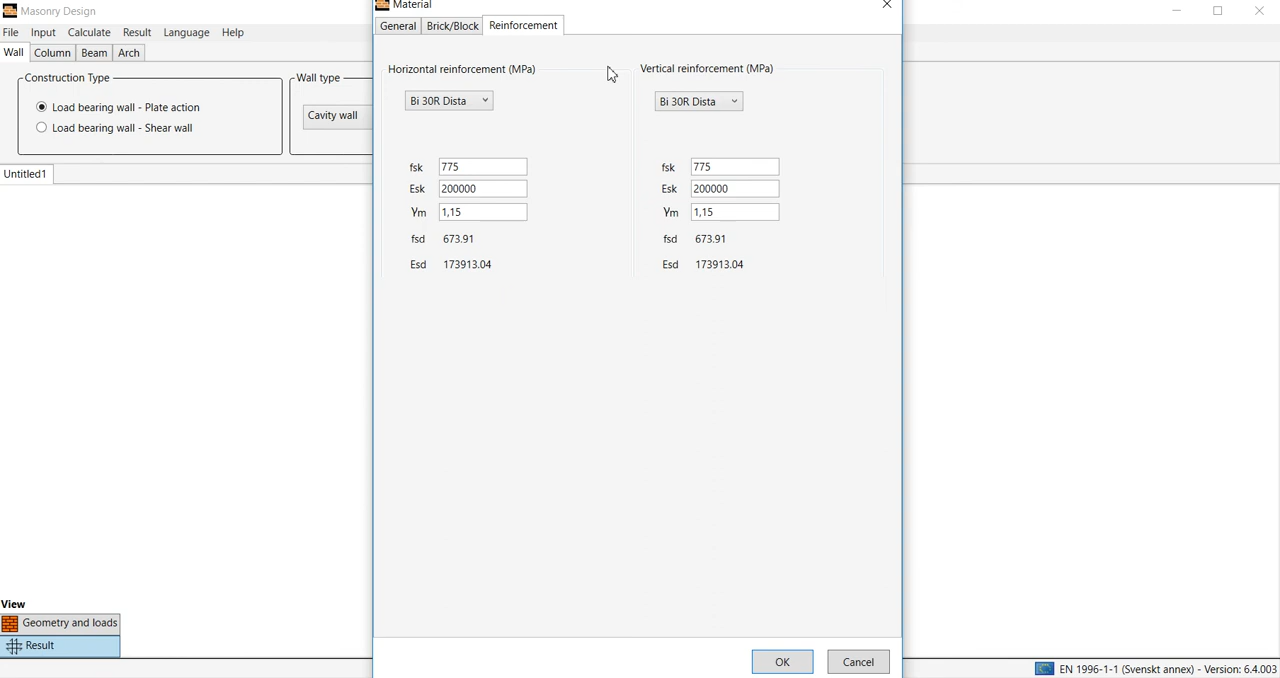 Masonry Design
Material
File Input Calculate Result Language Help
General Brick/Block Reinforcement
Wall Column Beam Arch
Construction Type
Wall type
Load bearing wall - Plate action
Load bearing wall - Shear wall
Cavity wall
Untitled1
Horizontal reinforcement (MPa)
Bi 30R Dista
fsk 775
Esk 200000
γm 1,15
fsd 673.91
Esd 173913.04
Vertical reinforcement (MPa)
Bi 30R Dista
fsk 775
Esk 200000
γm 1,15
fsd 673.91
Esd 173913.04
View
Geometry and loads
Result
OK Cancel
EN 1996-1-1 (Svenskt annex) - Version: 6.4.003